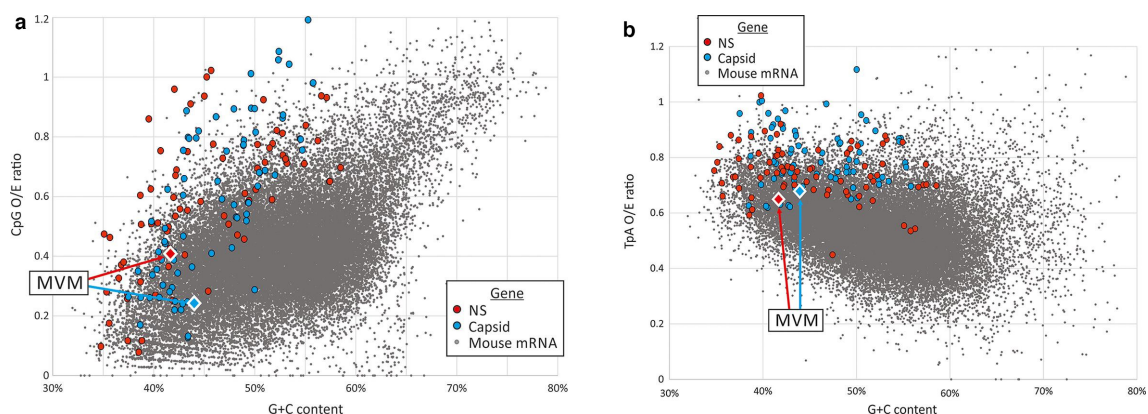 a
CpG O/E ratio
1.2
1
0.8
0.6
0.4
0.2
0
30%
40%
50%
60%
70%
80%
G+C content
MVM
Gene
NS
Capsid
Mouse mRNA
b
TpA O/E ratio
1.2
1
0.8
0.6
0.4
0.2
0
30%
40%
50%
60%
70%
80%
G+C content
MVM
Gene
NS
Capsid
Mouse mRNA